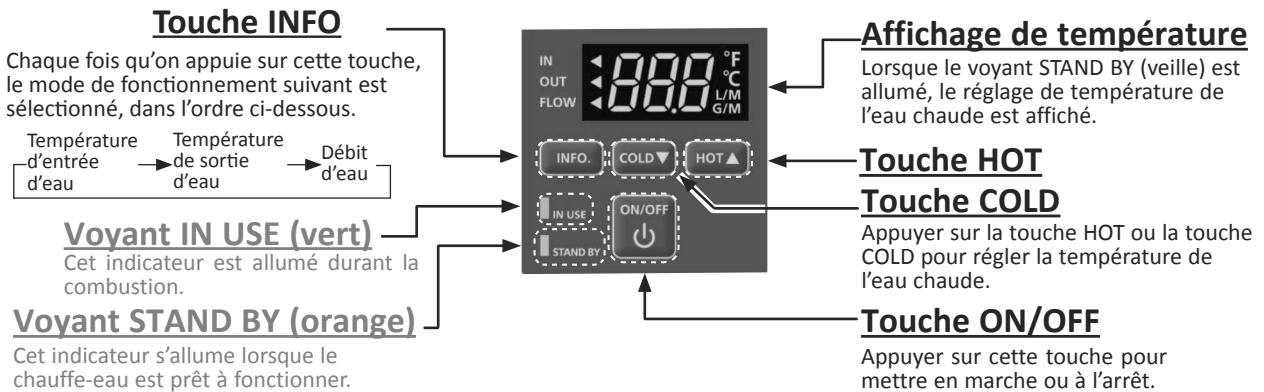 Touche INFO
Chaque fois qu'on appuie sur cette touche,
le mode de fonctionnement suivant est
sélectionné, dans l'ordre ci-dessous.
Température
d'entrée
d'eau
Température
de sortie
d'eau
Débit
d'eau
Voyant IN USE (vert)
Cet indicateur est allumé durant la
combustion.
Voyant STAND BY (orange)
Cet indicateur s'allume lorsque le
chauffe-eau est prêt à fonctionner.
IN
OUT
FLOW
88.8
°F
°C
L/M
G/M
INFO.
COLD▼
HOT▲
IN USE
ON/OFF
STAND BY
Affichage de température
Lorsque le voyant STAND BY (veille) est
allumé, le réglage de température de
l'eau chaude est affiché.
Touche HOT
Touche COLD
Appuyer sur la touche HOT ou la touche
COLD pour régler la température de
l'eau chaude.
Touche ON/OFF
Appuyer sur cette touche pour
mettre en marche ou à l'arrêt.